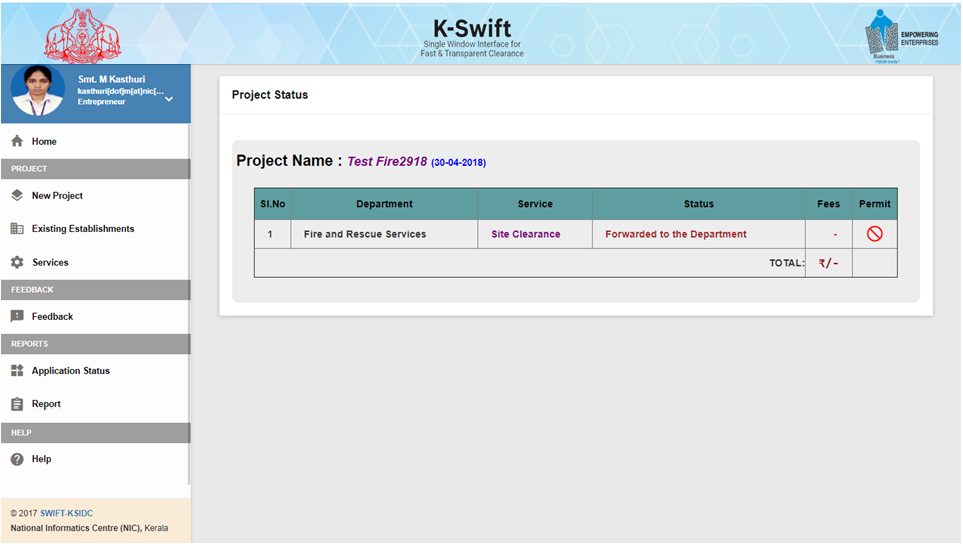 K-Swift
Single Window Interface for
Fast & Transparent Clearance
EMPOWERING
ENTERPRISES
Business
made easy!
Smt. M Kasthuri
kasthuri[dot]m[at]nic[...
Entrepreneur
Home
PROJECT
New Project
Existing Establishments
Services
FEEDBACK
Feedback
REPORTS
Application Status
Report
HELP
Help
© 2017 SWIFT-KSIDC
National Informatics Centre (NIC), Kerala
Project Status
Project Name : Test Fire2918 (30-04-2018)
Sl.No Department Service Status Fees Permit
1 Fire and Rescue Services Site Clearance Forwarded to the Department -
TOTAL: ₹/-